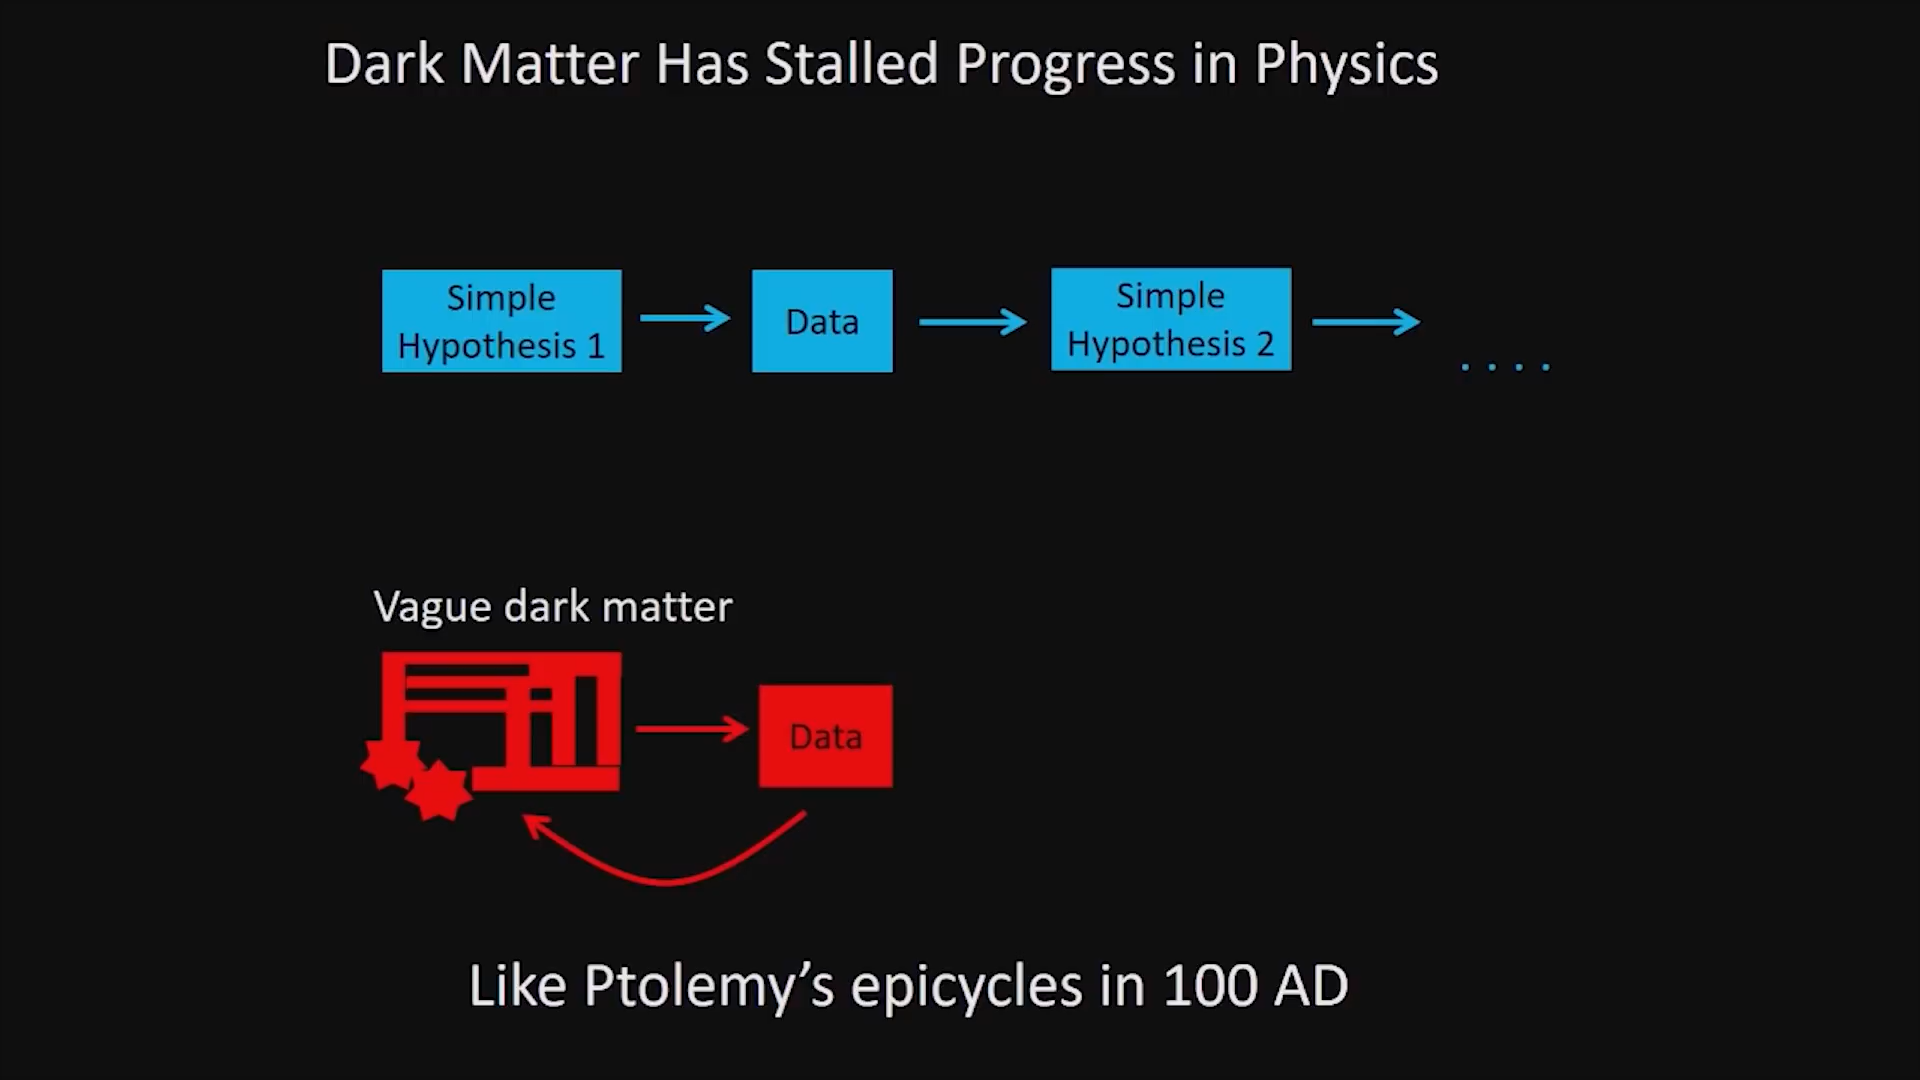 Dark Matter Has Stalled Progress in Physics
Simple
Hypothesis 1
Data
Simple
Hypothesis 2
. . . .
Vague dark matter
Data
Like Ptolemy’s epicycles in 100 AD